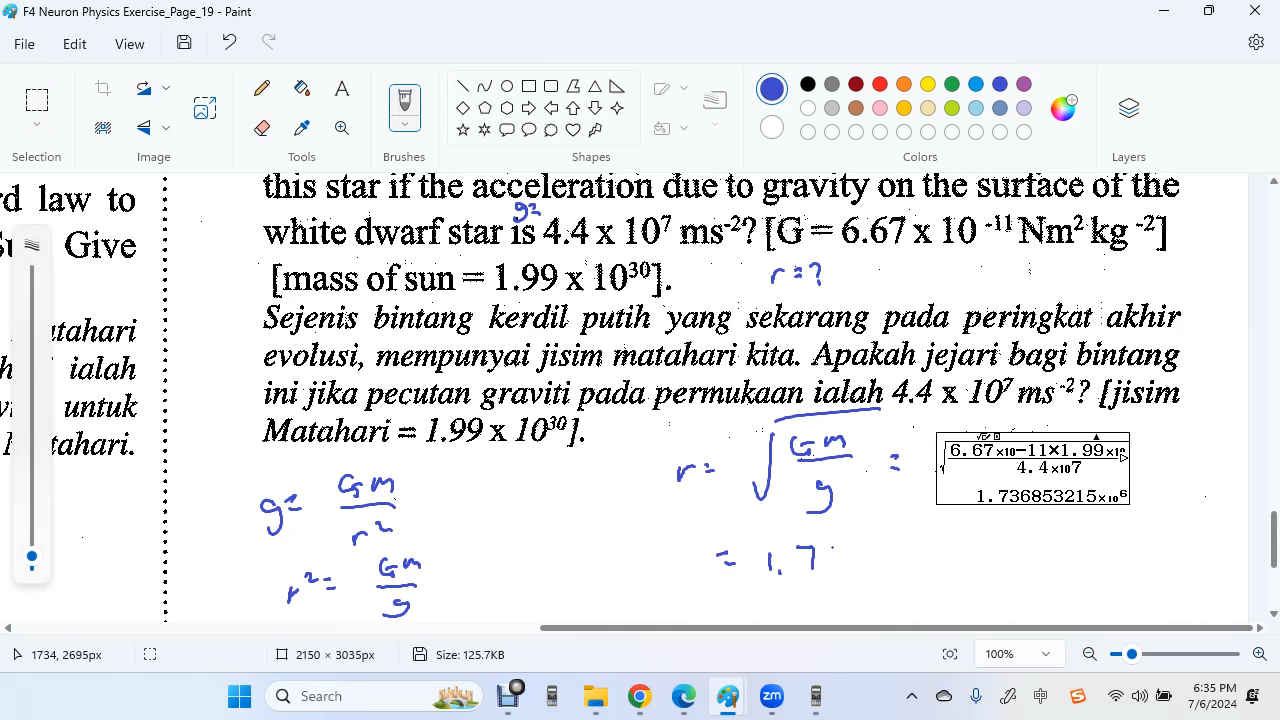 F4 Neuron Physics Exercise_Page_19 - Paint
File Edit View
Selection Image Tools Brushes Shapes Colors Layers
rd law to
Give
atahari
ialah
untuk
atahari.
this star if the acceleration due to gravity on the surface of the
g=
white dwarf star is 4.4 x 10⁷ ms⁻²? [G = 6.67 x 10 ⁻¹¹ Nm² kg ⁻²]
[mass of sun = 1.99 x 10³⁰].
r = ?
Sejenis bintang kerdil putih yang sekarang pada peringkat akhir
evolusi, mempunyai jisim matahari kita. Apakah jejari bagi bintang
ini jika pecutan graviti pada permukaan ialah 4.4 x 10⁷ ms⁻²? [jisim
Matahari = 1.99 x 10³⁰].
g = GM / r²
r² = GM / g
r = √(GM / g) =
6.67×10−11×1.99×10
4.4×10⁷
1.736853215×10⁶
= 1.7
1734, 2695px
2150 × 3035px
Size: 125.7KB
100%
Search
zm
中
6:35 PM
7/6/2024